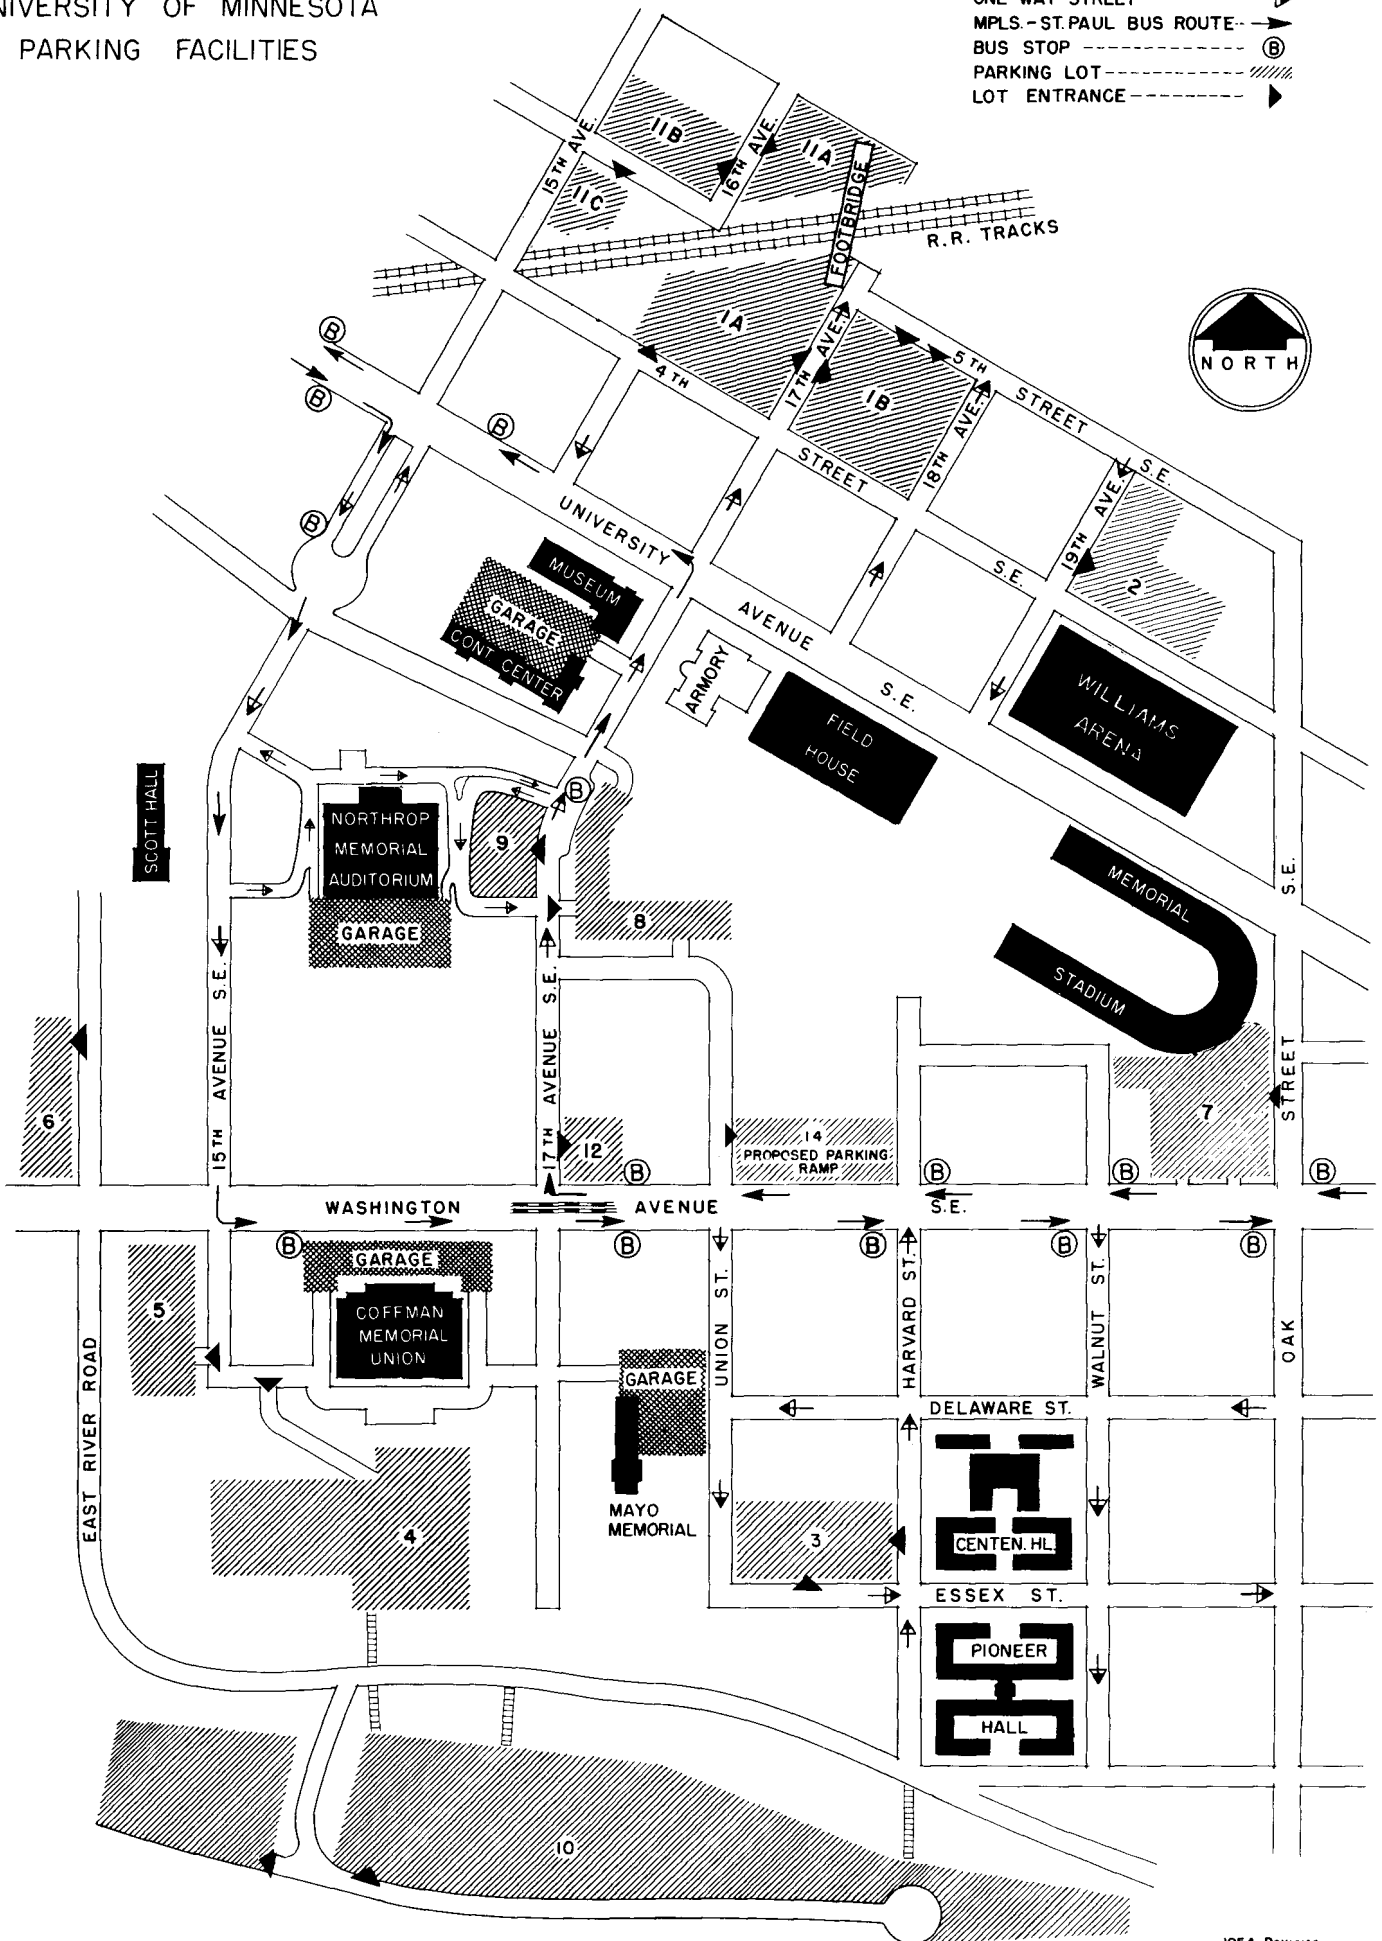 UNIVERSITY OF MINNESOTA
PARKING FACILITIES
ONE WAY STREET
MPLS.-ST. PAUL BUS ROUTE
BUS STOP B
PARKING LOT
LOT ENTRANCE
11B
11A
11C
15TH AVE.
16TH AVE.
FOOTBRIDGE
R.R. TRACKS
NORTH
1A
17TH AVE.
1B
18TH AVE.
5TH STREET S.E.
4TH STREET S.E.
19TH AVE.
2
B
B
B
B
UNIVERSITY AVENUE S.E.
MUSEUM
GARAGE
CONT. CENTER
ARMORY
FIELD HOUSE
WILLIAMS ARENA
SCOTT HALL
NORTHROP
MEMORIAL
AUDITORIUM
GARAGE
9
B
8
MEMORIAL
STADIUM
S.E.
STREET
OAK
15TH AVENUE S.E.
17TH AVENUE S.E.
6
12
14
PROPOSED PARKING
RAMP
7
B
B
B
B
WASHINGTON AVENUE S.E.
B
B
B
B
B
GARAGE
COFFMAN
MEMORIAL
UNION
5
EAST RIVER ROAD
UNION ST.
HARVARD ST.
WALNUT ST.
GARAGE
MAYO
MEMORIAL
DELAWARE ST.
4
3
CENTEN. HL.
ESSEX ST.
PIONEER
HALL
10